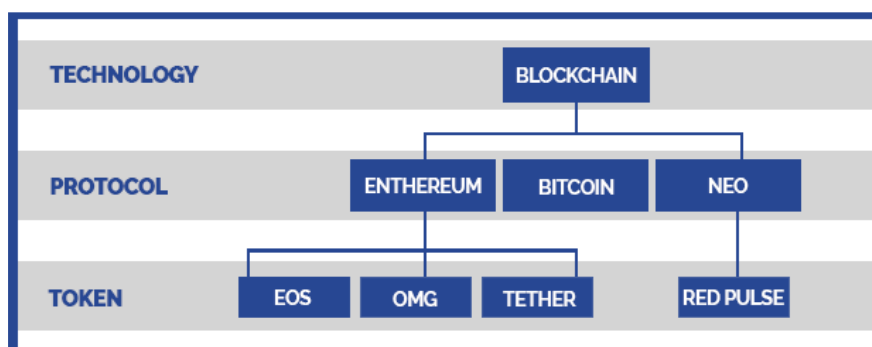 TECHNOLOGY BLOCKCHAIN
PROTOCOL ENTHEREUM BITCOIN NEO
TOKEN EOS OMG TETHER RED PULSE